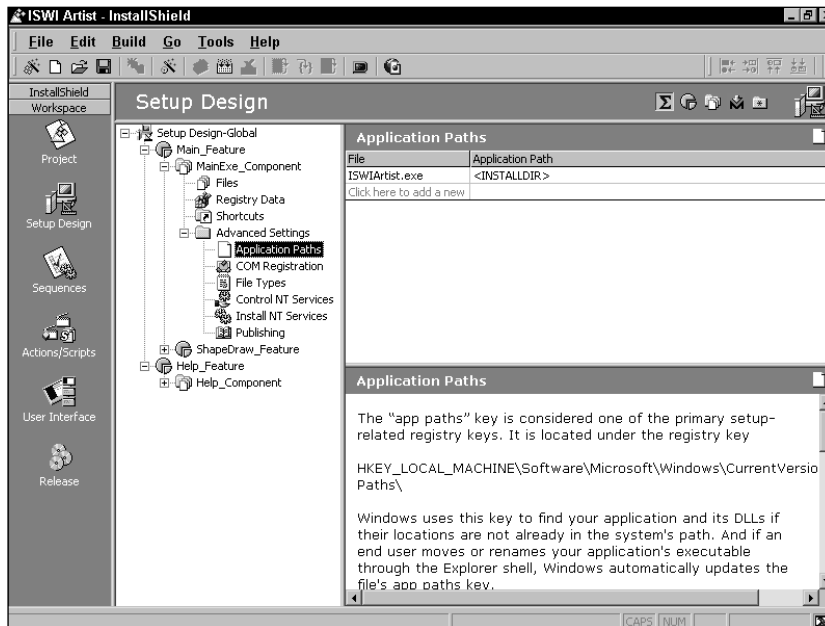 ISWI Artist - InstallShield
File Edit Build Go Tools Help
InstallShield
Workspace
Project
Setup Design
Sequences
Actions/Scripts
User Interface
Release
Setup Design
Setup Design-Global
Main_Feature
MainExe_Component
Files
Registry Data
Shortcuts
Advanced Settings
Application Paths
COM Registration
File Types
Control NT Services
Install NT Services
Publishing
ShapeDraw_Feature
Help_Feature
Help_Component
Application Paths
File Application Path
ISWIArtist.exe <INSTALLDIR>
Click here to add a new
Application Paths
The “app paths” key is considered one of the primary setup-
related registry keys. It is located under the registry key
HKEY_LOCAL_MACHINE\Software\Microsoft\Windows\CurrentVersio
Paths\
Windows uses this key to find your application and its DLLs if
their locations are not already in the system's path. And if an
end user moves or renames your application's executable
through the Explorer shell, Windows automatically updates the
file's app paths key.
CAPS NUM